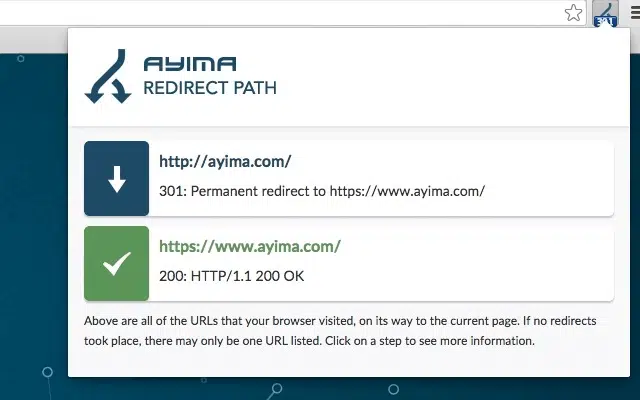 301
AYIMA
REDIRECT PATH
http://ayima.com/
301: Permanent redirect to https://www.ayima.com/
https://www.ayima.com/
200: HTTP/1.1 200 OK
Above are all of the URLs that your browser visited, on its way to the current page. If no redirects
took place, there may only be one URL listed. Click on a step to see more information.